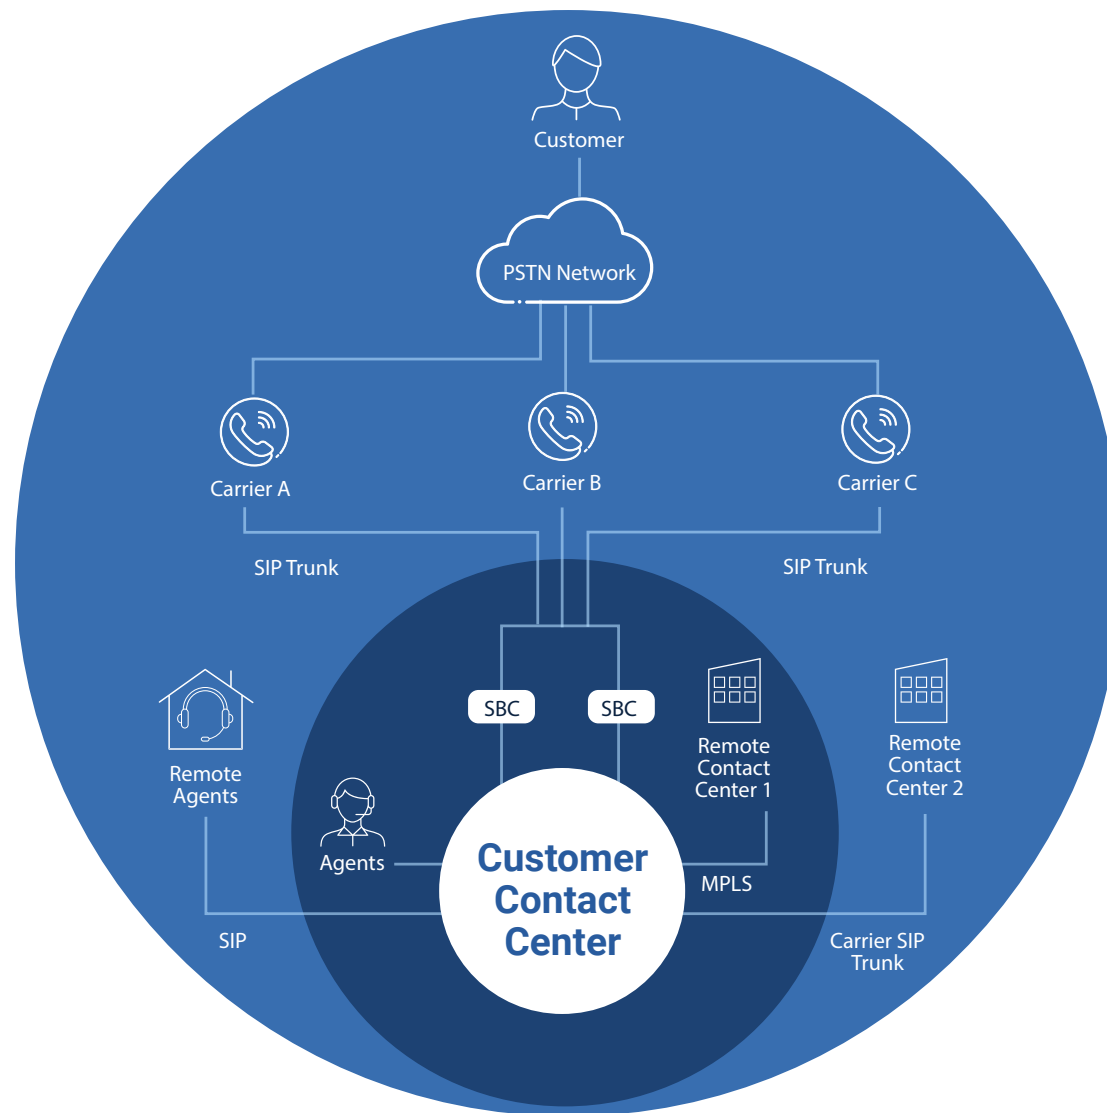 Customer
PSTN Network
Carrier A
Carrier B
Carrier C
SIP Trunk
SIP Trunk
SBC
SBC
Remote
Agents
Agents
Remote
Contact
Center 1
Remote
Contact
Center 2
Customer
Contact
Center
MPLS
SIP
Carrier SIP
Trunk